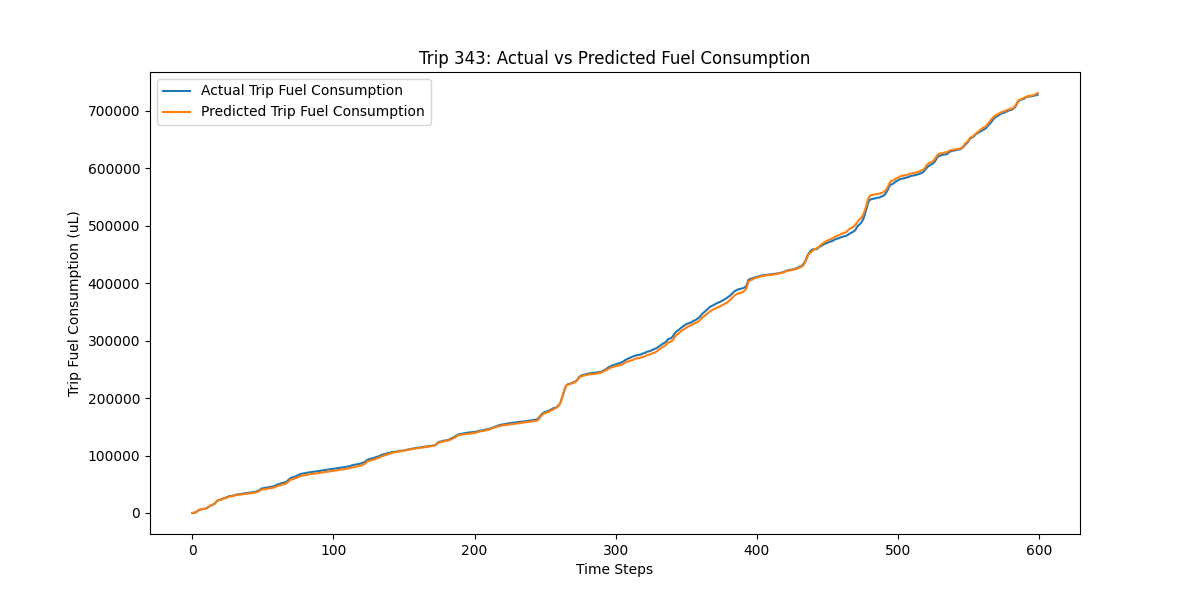 Trip 343: Actual vs Predicted Fuel Consumption
Actual Trip Fuel Consumption
Predicted Trip Fuel Consumption
Trip Fuel Consumption (uL)
700000
600000
500000
400000
300000
200000
100000
0
0 100 200 300 400 500 600
Time Steps